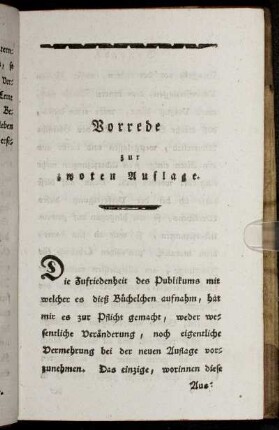 Vorrede
zur
zwoten Auflage.
Die Zufriedenheit des Publikums mit
welcher es dieß Büchelchen aufnahm, hat
mir es zur Pflicht gemacht, weder we⸗
sentliche Veränderung, noch eigentliche
Vermehrung bei der neuen Auflage vor⸗
zunehmen. Das einzige, worinnen diese
Aus⸗